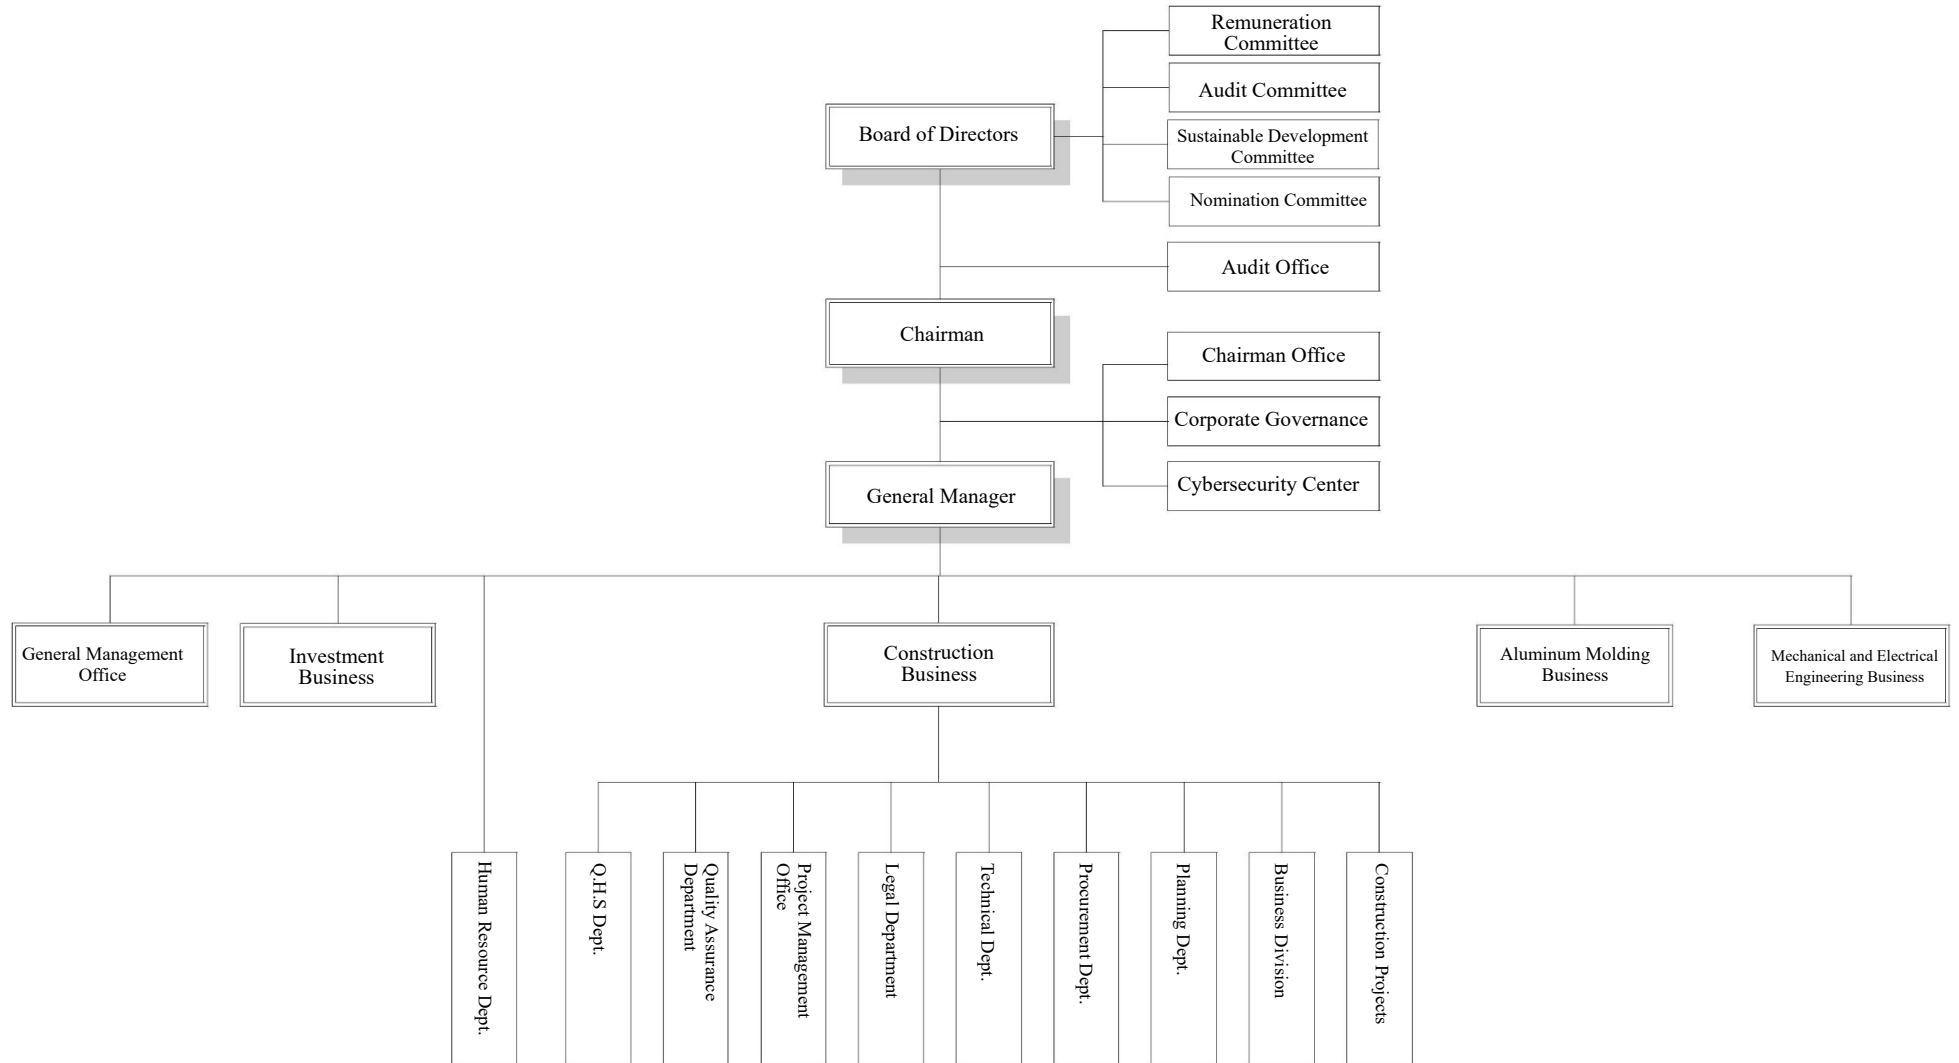 Remuneration
Committee
Audit Committee
Board of Directors
Sustainable Development
Committee
Nomination Committee
Audit Office
Chairman
Chairman Office
Corporate Governance
General Manager
Cybersecurity Center
General Management
Office
Investment
Business
Construction
Business
Aluminum Molding
Business
Mechanical and Electrical
Engineering Business
Human Resource Dept.
Q.H.S Dept.
Quality Assurance
Department
Project Management
Office
Legal Department
Technical Dept.
Procurement Dept.
Planning Dept.
Business Division
Construction Projects